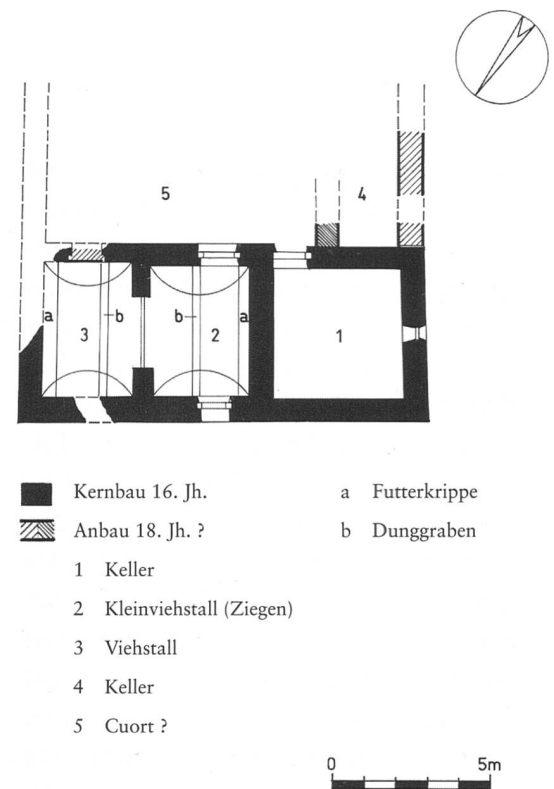 5
4
a
3
b
b
2
a
1
Kernbau 16. Jh.
Anbau 18. Jh. ?
1 Keller
2 Kleinviehstall (Ziegen)
3 Viehstall
4 Keller
5 Cuort ?
a Futterkrippe
b Dunggraben
0 5m